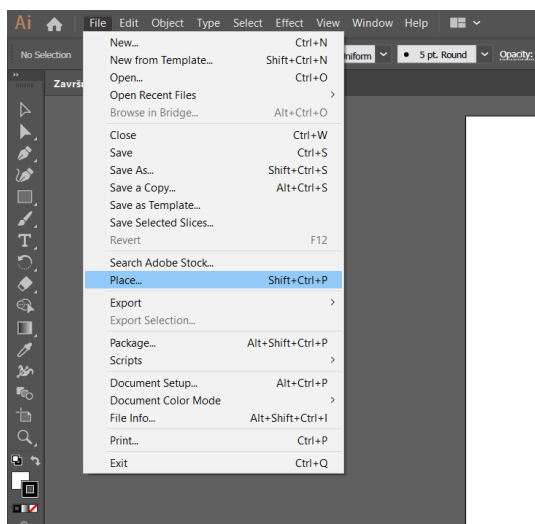 Ai File Edit Object Type Select Effect View Window Help
No Selection Uniform 5 pt. Round Opacity:
Završ
New... Ctrl+N
New from Template... Shift+Ctrl+N
Open... Ctrl+O
Open Recent Files >
Browse in Bridge... Alt+Ctrl+O
Close Ctrl+W
Save Ctrl+S
Save As... Shift+Ctrl+S
Save a Copy... Alt+Ctrl+S
Save as Template...
Save Selected Slices...
Revert F12
Search Adobe Stock...
Place... Shift+Ctrl+P
Export >
Export Selection...
Package... Alt+Shift+Ctrl+P
Scripts >
Document Setup... Alt+Ctrl+P
Document Color Mode >
File Info... Alt+Shift+Ctrl+I
Print... Ctrl+P
Exit Ctrl+Q